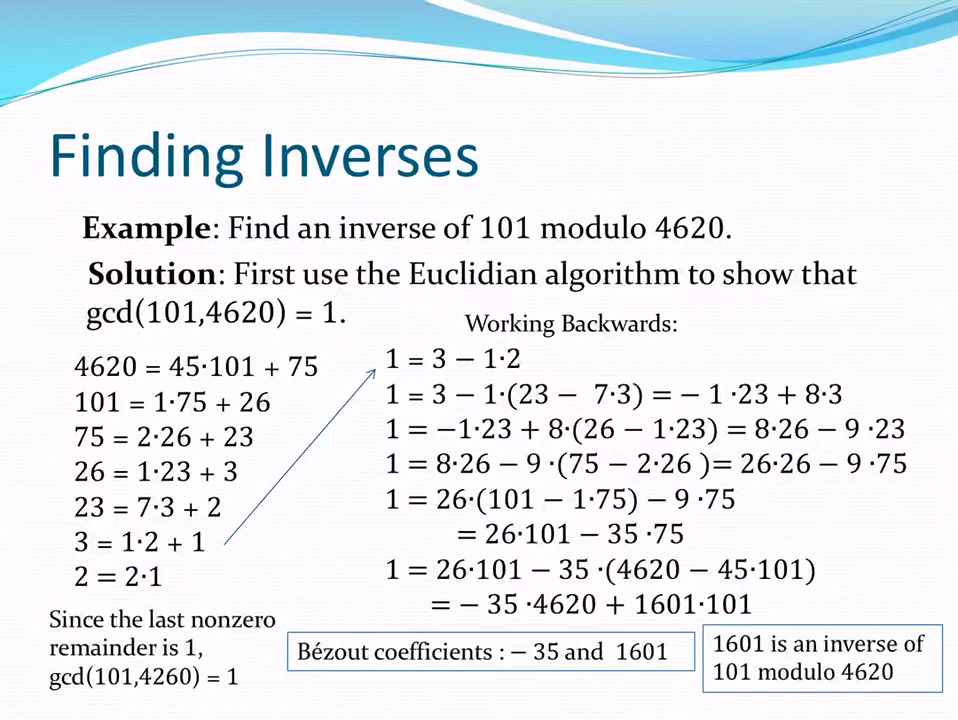 Finding Inverses
Example: Find an inverse of 101 modulo 4620.
Solution: First use the Euclidian algorithm to show that
gcd(101,4620) = 1.
4620 = 45·101 + 75
101 = 1·75 + 26
75 = 2·26 + 23
26 = 1·23 + 3
23 = 7·3 + 2
3 = 1·2 + 1
2 = 2·1
Since the last nonzero
remainder is 1,
gcd(101,4260) = 1
Working Backwards:
1 = 3 − 1·2
1 = 3 − 1·(23 − 7·3) = − 1 ·23 + 8·3
1 = −1·23 + 8·(26 − 1·23) = 8·26 − 9 ·23
1 = 8·26 − 9 ·(75 − 2·26 )= 26·26 − 9 ·75
1 = 26·(101 − 1·75) − 9 ·75
= 26·101 − 35 ·75
1 = 26·101 − 35 ·(4620 − 45·101)
= − 35 ·4620 + 1601·101
Bézout coefficients : − 35 and 1601
1601 is an inverse of
101 modulo 4620